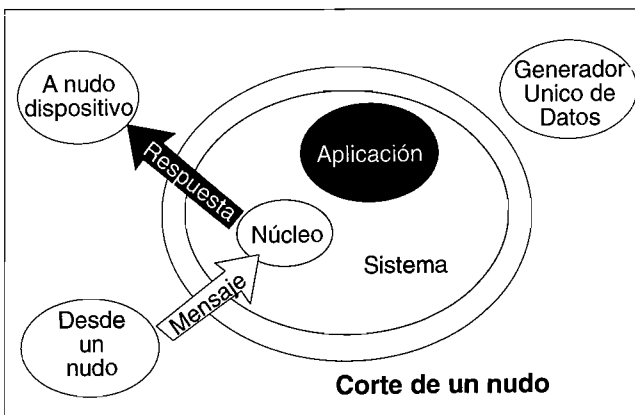 A nudo
dispositivo
Generador
Unico de
Datos
Aplicación
Respuesta
Núcleo
Sistema
Mensaje
Desde
un
nudo
Corte de un nudo